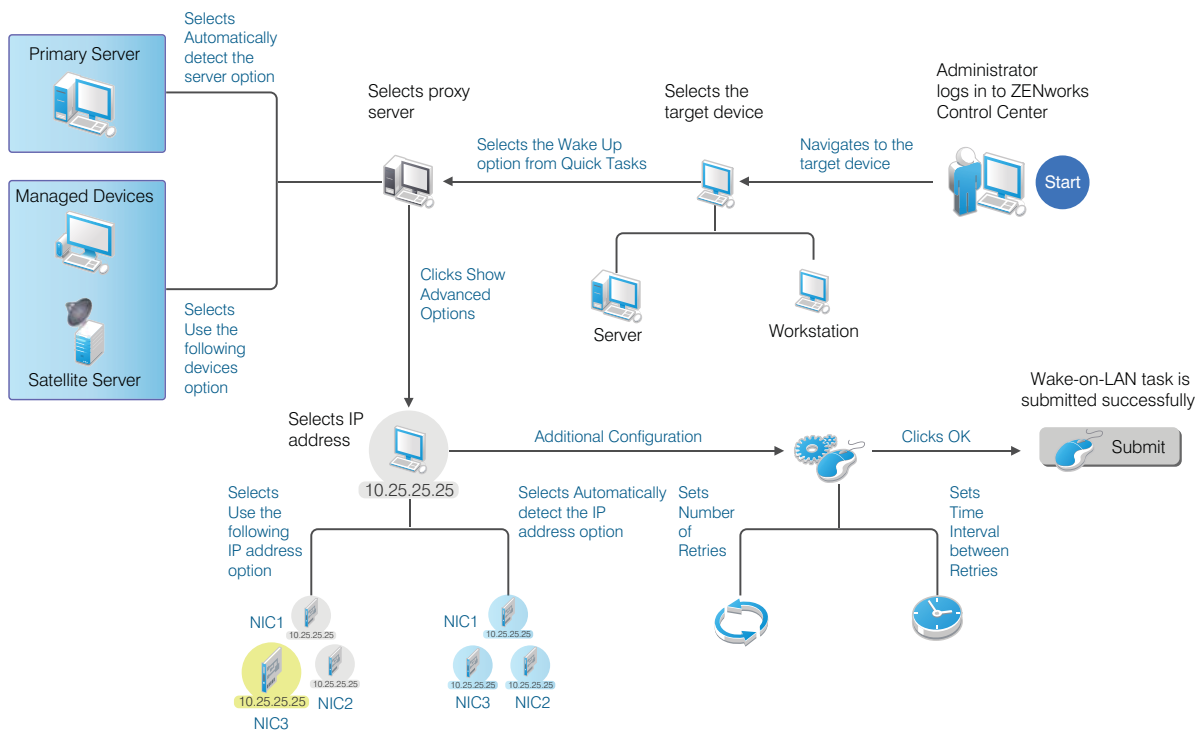 Selects
Automatically
detect the
server option
Primary Server
Managed Devices
Satellite Server
Selects
Use the
following
devices
option
Selects proxy
server
Selects the Wake Up
option from Quick Tasks
Selects the
target device
Navigates to the
target device
Administrator
logs in to ZENworks
Control Center
Start
Server
Workstation
Clicks Show
Advanced
Options
Selects IP
address
10.25.25.25
Additional Configuration
Clicks OK
Wake-on-LAN task is
submitted successfully
Submit
Selects
Use the
following
IP address
option
Selects Automatically
detect the IP
address option
Sets
Number
of
Retries
Sets
Time
Interval
between
Retries
NIC1
10.25.25.25
10.25.25.25
NIC2
10.25.25.25
NIC3
NIC1
10.25.25.25
10.25.25.25
NIC3
10.25.25.25
NIC2